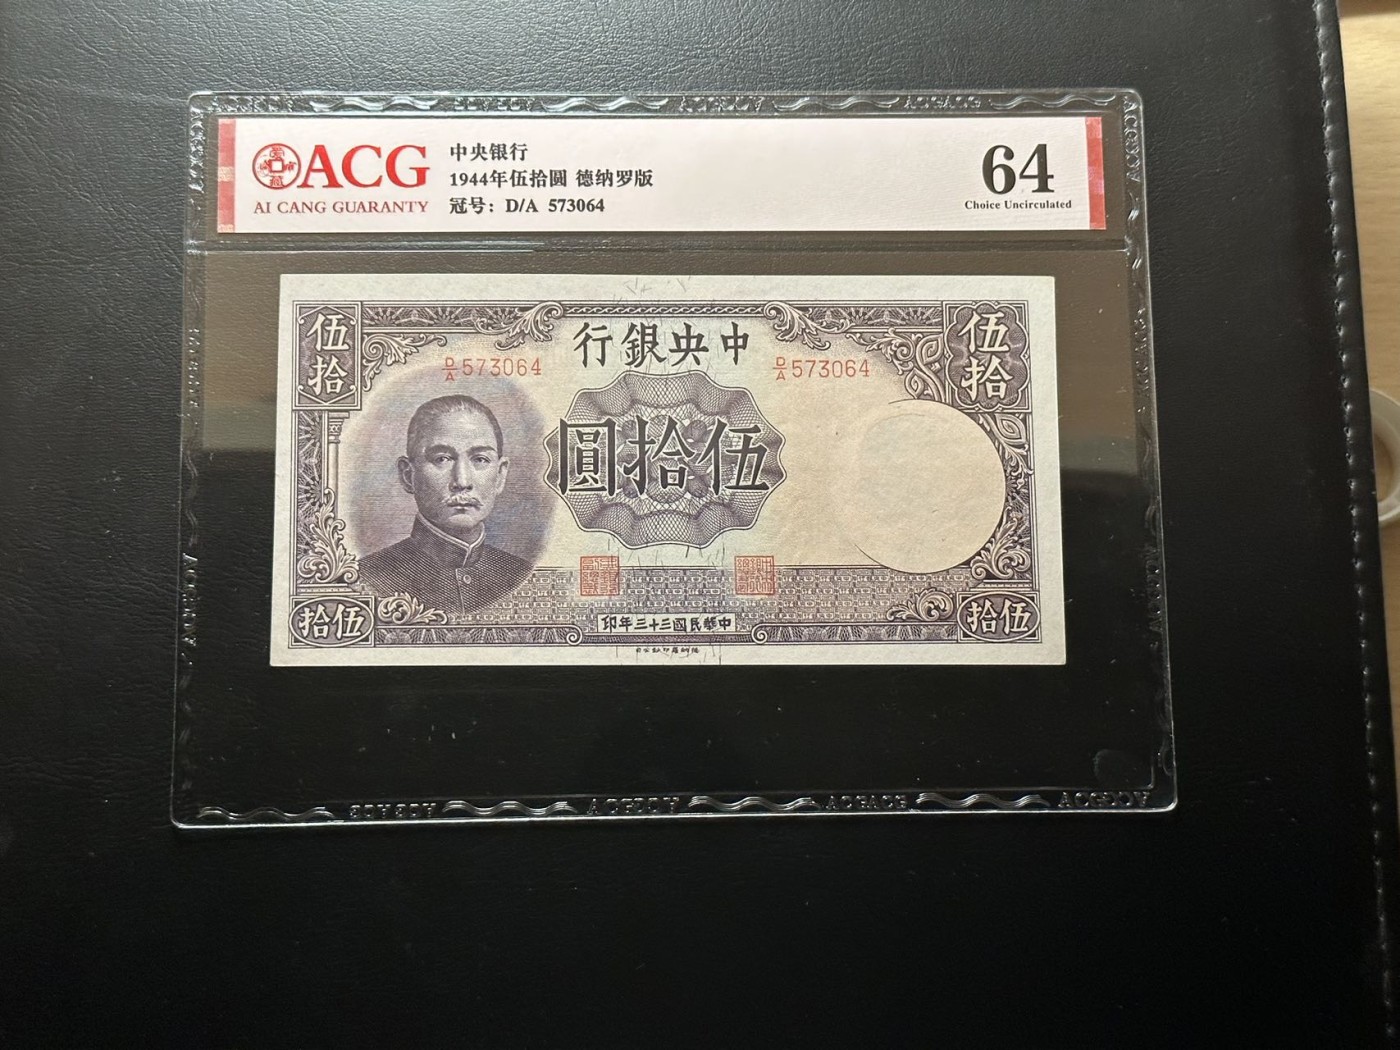 ACG
AI CANG GUARANTY
中央银行
1944年伍拾圆 德纳罗版
冠号: D/A 573064
64
Choice Uncirculated
伍拾
行銀央中
伍拾
D/A 573064
D/A 573064
圓拾伍
拾伍
印年三十三國民華中
拾伍